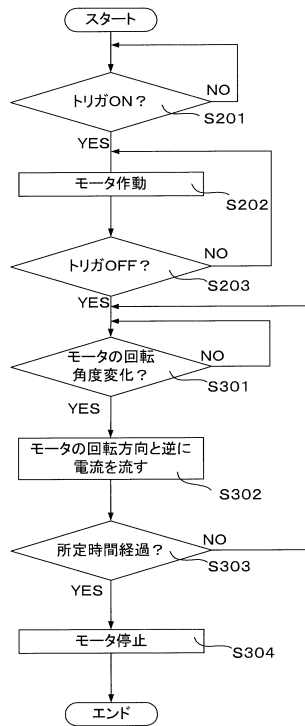 スタート
トリガON？
NO
S201
YES
モータ作動
S202
トリガOFF？
NO
S203
YES
モータの回転
角度変化？
NO
S301
YES
モータの回転方向と逆に
電流を流す
S302
所定時間経過？
NO
S303
YES
モータ停止
S304
エンド